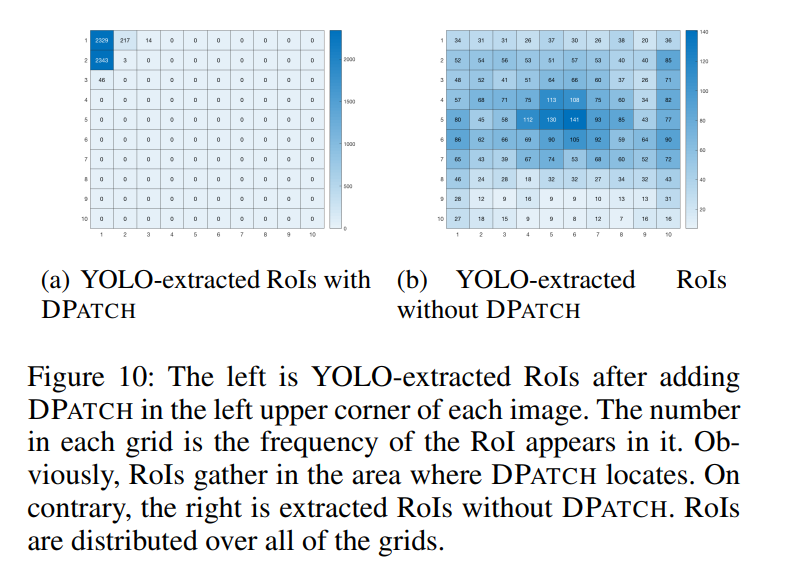 1 2329 217 14 0 0 0 0 0 0 0
2 2343 3 0 0 0 0 0 0 0 0
3 46 0 0 0 0 0 0 0 0 0
4 0 0 0 0 0 0 0 0 0 0
5 0 0 0 0 0 0 0 0 0 0
6 0 0 0 0 0 0 0 0 0 0
7 0 0 0 0 0 0 0 0 0 0
8 0 0 0 0 0 0 0 0 0 0
9 0 0 0 0 0 0 0 0 0 0
10 0 0 0 0 0 0 0 0 0 0
1 2 3 4 5 6 7 8 9 10
2000
1500
1000
500
0
1 34 31 31 26 37 30 26 38 20 36
2 52 54 56 53 51 57 53 40 40 85
3 48 52 41 51 64 66 60 37 26 71
4 57 68 71 75 113 108 75 60 34 82
5 80 45 58 112 130 141 93 85 43 77
6 86 62 66 69 90 105 82 59 64 90
7 65 43 39 67 74 53 68 60 52 72
8 46 24 28 18 32 32 27 34 32 43
9 28 12 9 16 9 9 10 13 13 31
10 27 18 15 9 9 8 12 7 16 16
1 2 3 4 5 6 7 8 9 10
140
120
100
80
60
40
20
(a) YOLO-extracted RoIs with
DPATCH
(b) YOLO-extracted RoIs
without DPATCH
Figure 10: The left is YOLO-extracted RoIs after adding
DPATCH in the left upper corner of each image. The number
in each grid is the frequency of the RoI appears in it. Ob-
viously, RoIs gather in the area where DPATCH locates. On
contrary, the right is extracted RoIs without DPATCH. RoIs
are distributed over all of the grids.